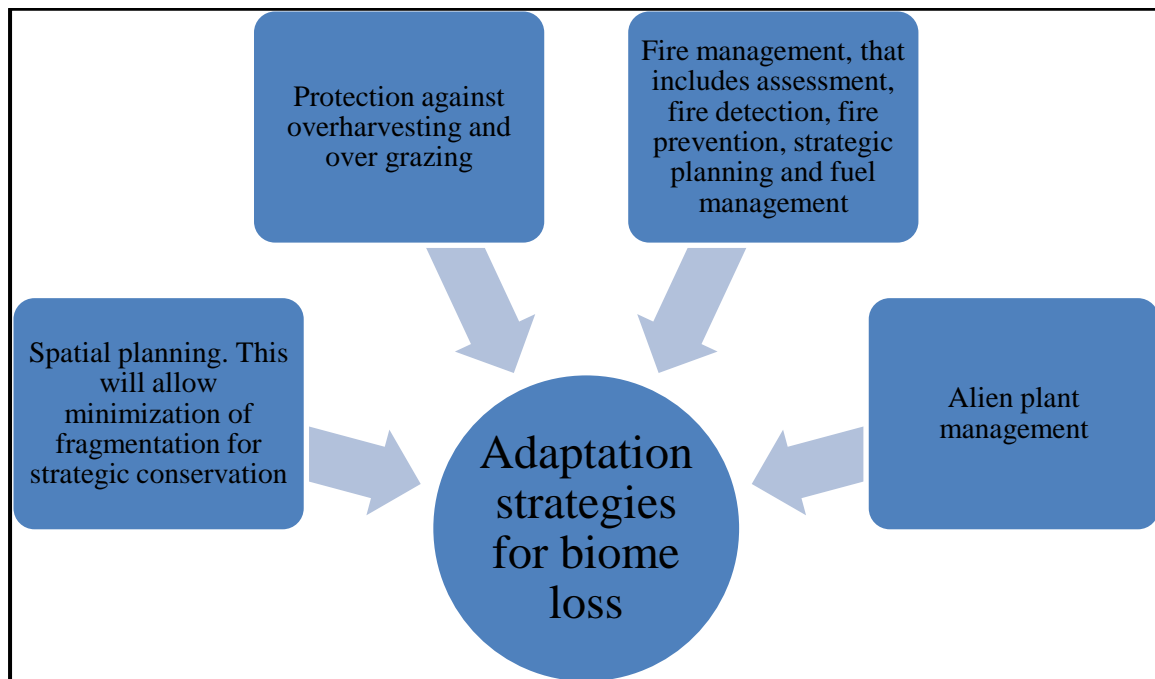 Protection against
overharvesting and
over grazing
Fire management, that
includes assessment,
fire detection, fire
prevention, strategic
planning and fuel
management
Spatial planning. This
will allow
minimization of
fragmentation for
strategic conservation
Alien plant
management
Adaptation
strategies
for biome
loss